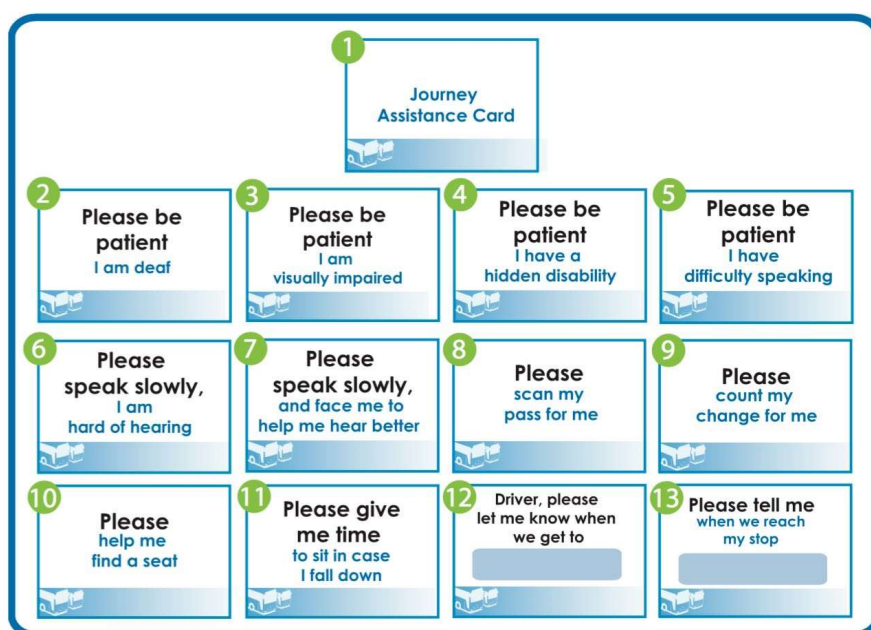 1
Journey
Assistance Card
2
Please be
patient
I am deaf
3
Please be
patient
I am
visually impaired
4
Please be
patient
I have a
hidden disability
5
Please be
patient
I have
difficulty speaking
6
Please
speak slowly,
I am
hard of hearing
7
Please
speak slowly,
and face me to
help me hear better
8
Please
scan my
pass for me
9
Please
count my
change for me
10
Please
help me
find a seat
11
Please give
me time
to sit in case
I fall down
12
Driver, please
let me know when
we get to
13
Please tell me
when we reach
my stop